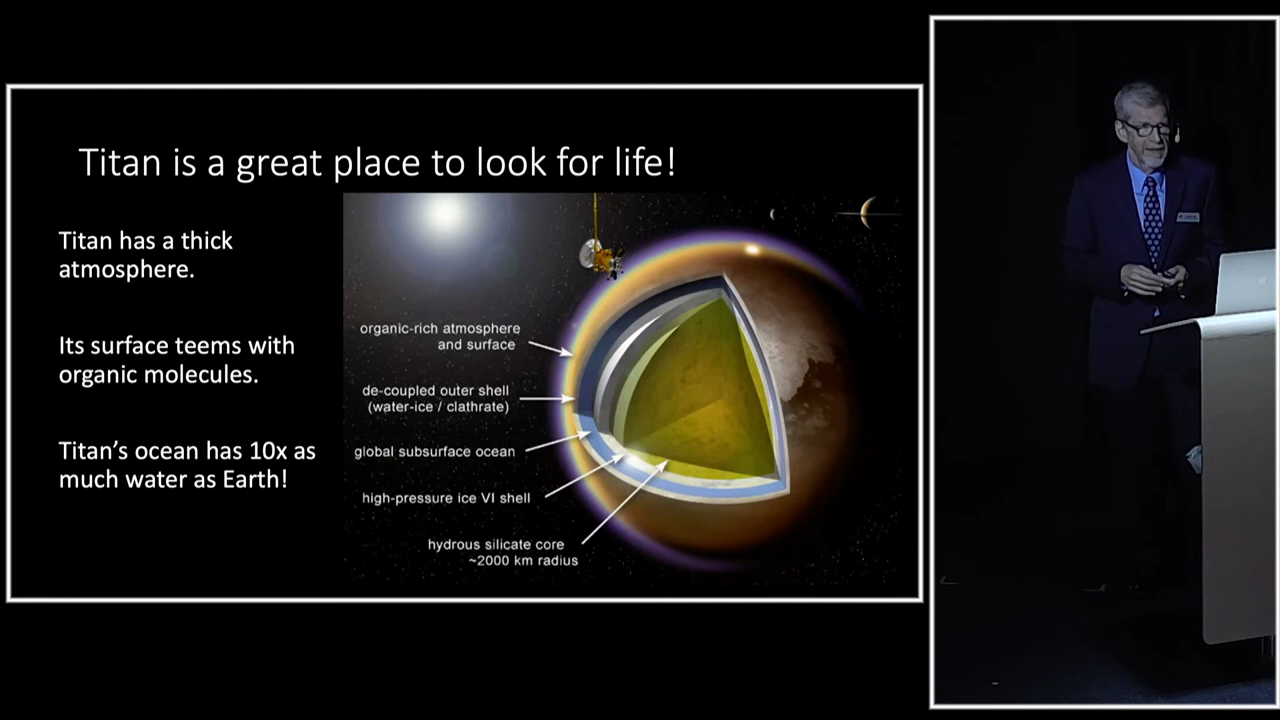 Titan is a great place to look for life!
Titan has a thick
atmosphere.
Its surface teems with
organic molecules.
Titan’s ocean has 10x as
much water as Earth!
organic-rich atmosphere
and surface
de-coupled outer shell
(water-ice / clathrate)
global subsurface ocean
high-pressure ice VI shell
hydrous silicate core
~2000 km radius